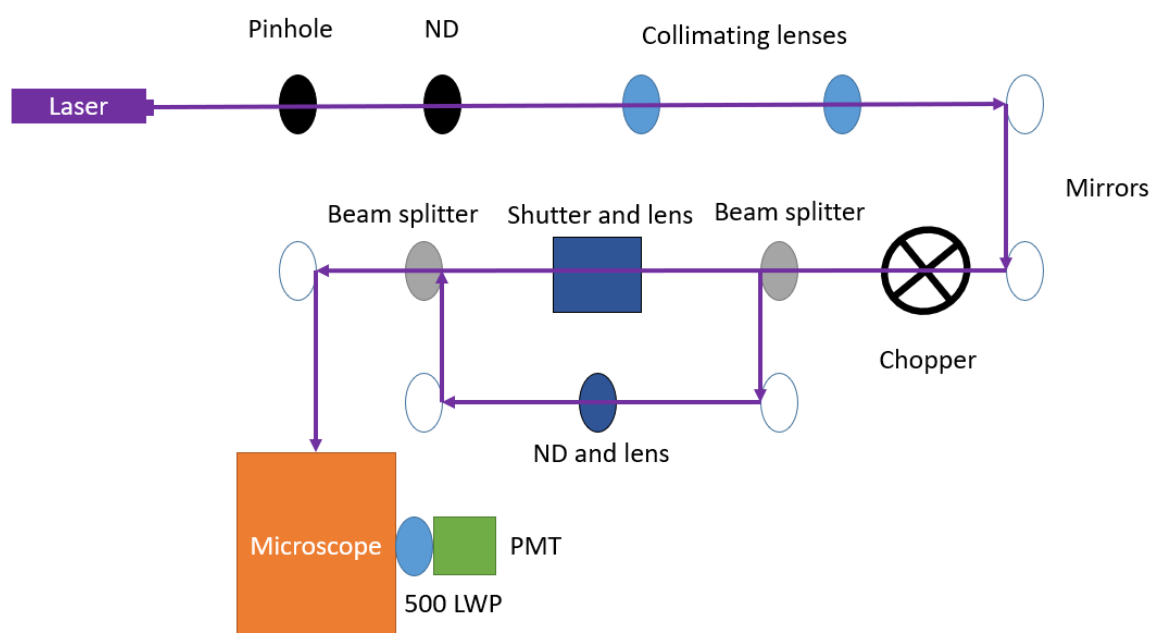 Pinhole
ND
Collimating lenses
Laser
Mirrors
Beam splitter
Shutter and lens
Beam splitter
Chopper
ND and lens
Microscope
PMT
500 LWP